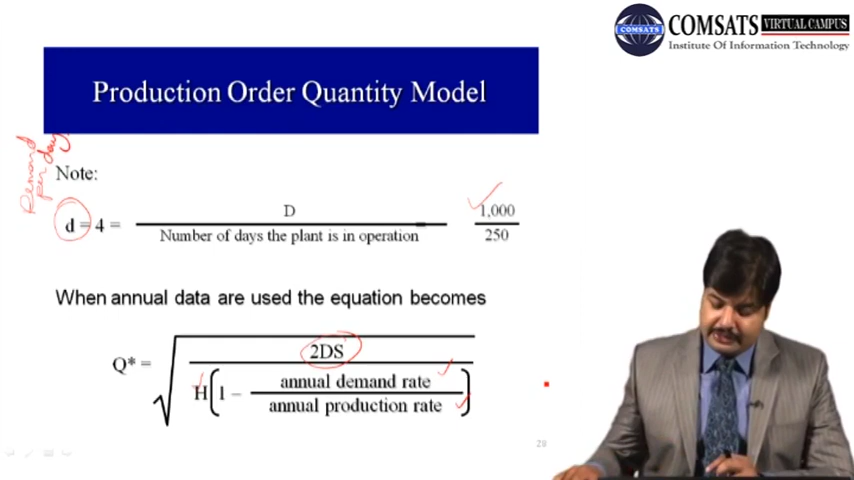 COMSATS VIRTUAL CAMPUS
COMSATS
Institute Of Information Technology
Production Order Quantity Model
Demand
per day
Note:
d = 4 =
D
Number of days the plant is in operation
=
1,000
250
When annual data are used the equation becomes
Q* =
2DS
H(1 –
annual demand rate
annual production rate
)
28